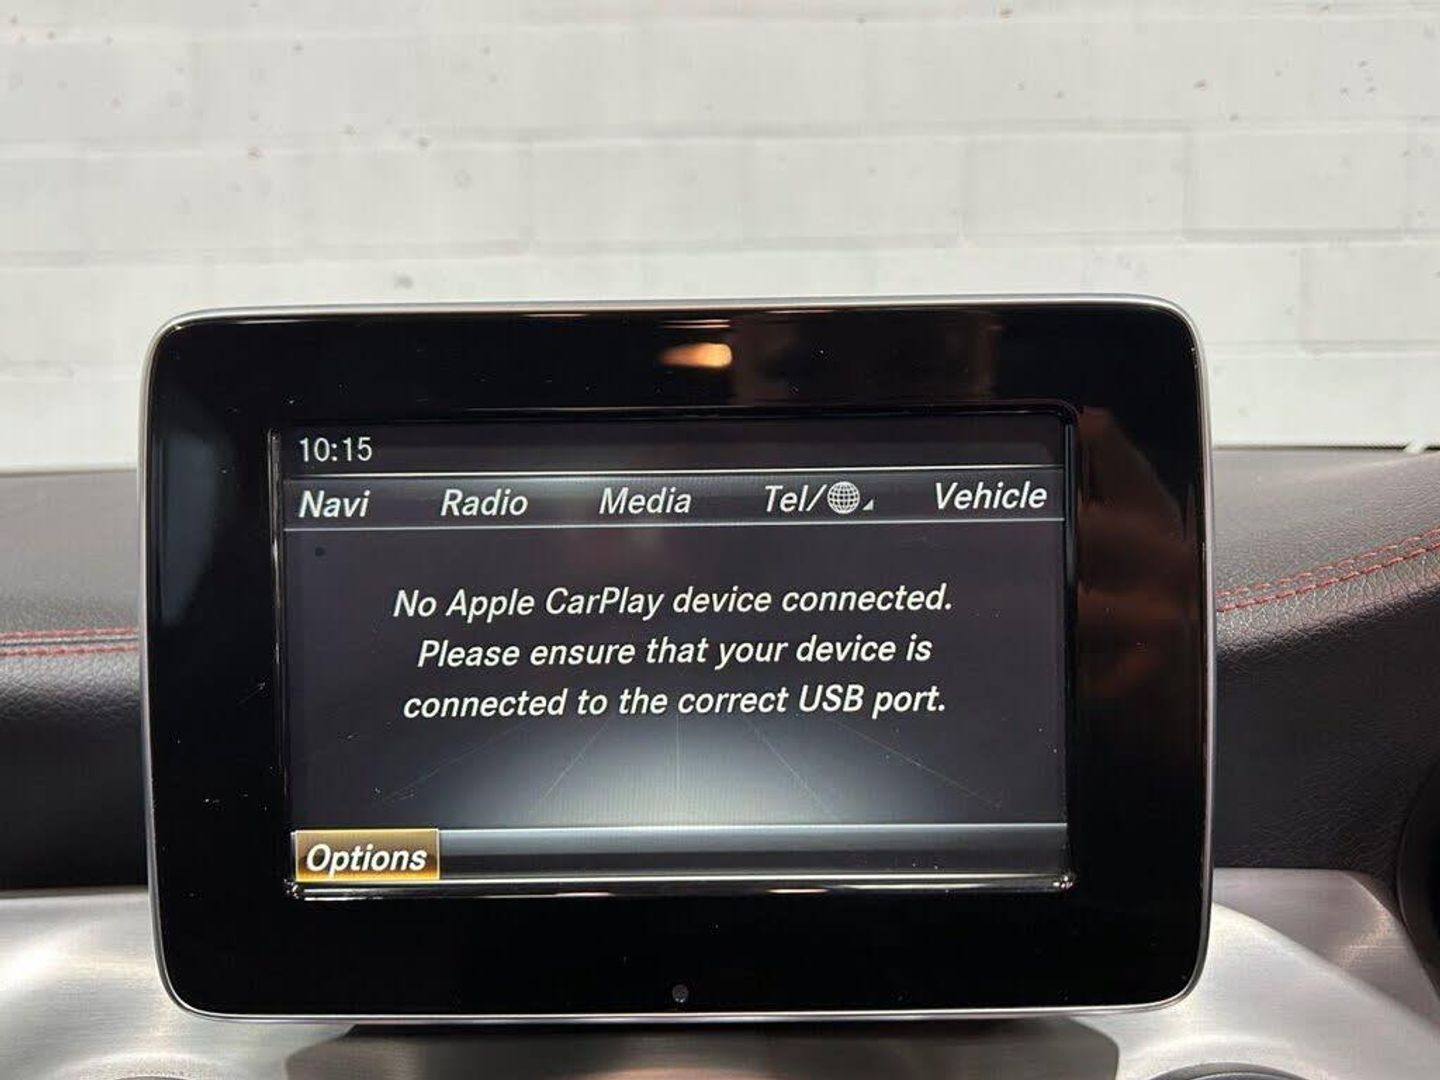 10:15
Navi Radio Media Tel/ Vehicle
No Apple CarPlay device connected.
Please ensure that your device is
connected to the correct USB port.
Options